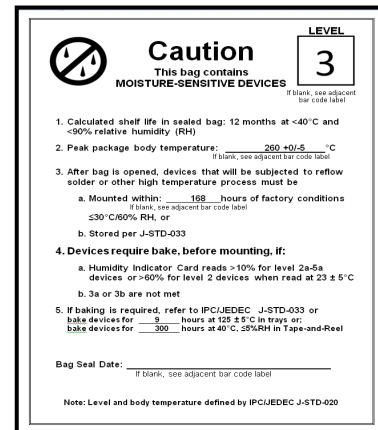 LEVEL
Caution
3
This bag contains
MOISTURE-SENSITIVE DEVICES
If blank, see adjacent
bar code label
1. Calculated shelf life in sealed bag: 12 months at <40°C and
<90% relative humidity (RH)
2. Peak package body temperature: 260 +0/-5 °C
If blank, see adjacent bar code label
3. After bag is opened, devices that will be subjected to reflow
solder or other high temperature process must be
a. Mounted within: 168 hours of factory conditions
If blank, see adjacent bar code label
≤30°C/60% RH, or
b. Stored per J-STD-033
4. Devices require bake, before mounting, if:
a. Humidity Indicator Card reads >10% for level 2a-5a
devices or >60% for level 2 devices when read at 23 ± 5°C
b. 3a or 3b are not met
5. If baking is required, refer to IPC/JEDEC J-STD-033 or
bake devices for 9 hours at 125 ± 5°C in trays or;
bake devices for 300 hours at 40°C, ≤5%RH in Tape-and-Reel
Bag Seal Date:
If blank, see adjacent bar code label
Note: Level and body temperature defined by IPC/JEDEC J-STD-020